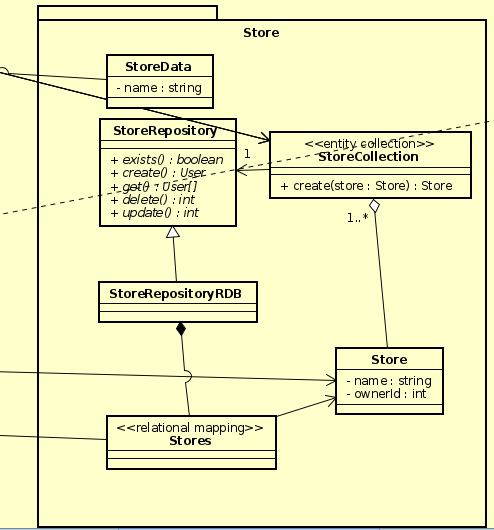 Store
StoreData
- name : string
StoreRepository
+ exists() : boolean
+ create() : User
+ get() : User[]
+ delete() : int
+ update() : int
1
<<entity collection>>
StoreCollection
+ create(store : Store) : Store
1..*
StoreRepositoryRDB
Store
- name : string
- ownerId : int
<<relational mapping>>
Stores